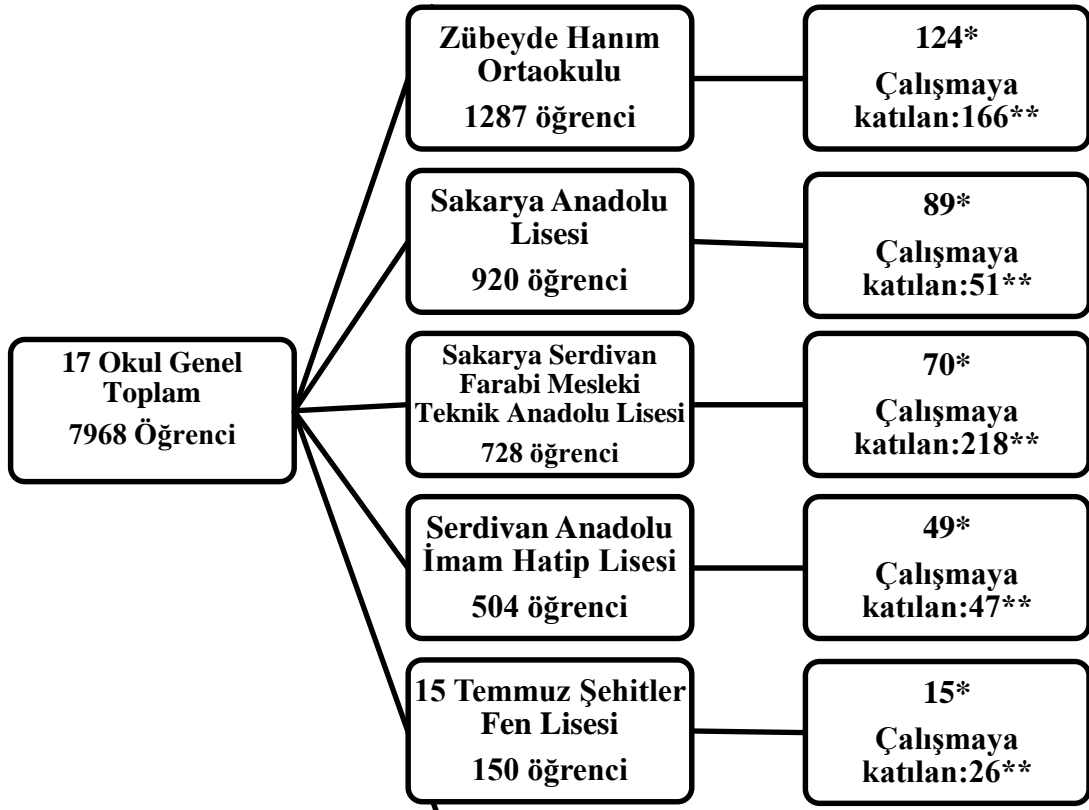 17 Okul Genel
Toplam
7968 Öğrenci
Zübeyde Hanım
Ortaokulu
1287 öğrenci
124*
Çalışmaya
katılan:166**
Sakarya Anadolu
Lisesi
920 öğrenci
89*
Çalışmaya
katılan:51**
Sakarya Serdivan
Farabi Mesleki
Teknik Anadolu Lisesi
728 öğrenci
70*
Çalışmaya
katılan:218**
Serdivan Anadolu
İmam Hatip Lisesi
504 öğrenci
49*
Çalışmaya
katılan:47**
15 Temmuz Şehitler
Fen Lisesi
150 öğrenci
15*
Çalışmaya
katılan:26**